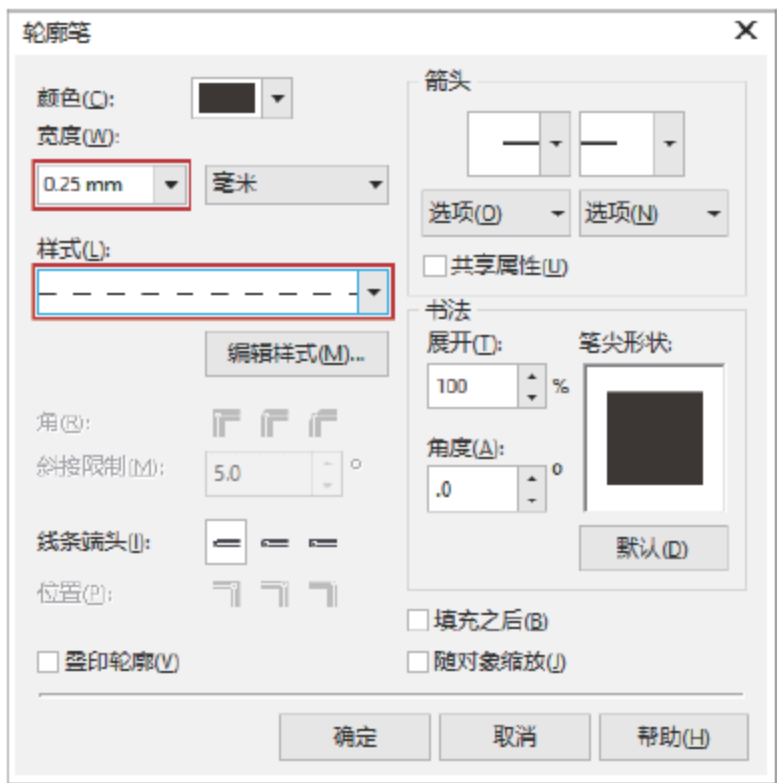 轮廓笔
颜色(C):
宽度(W):
0.25 mm
毫米
样式(L):
编辑样式(M)...
角(R):
斜接限制(M):
5.0
°
线条端头(I):
位置(P):
叠印轮廓(V)
箭头
选项(O)
选项(N)
共享属性(U)
书法
展开(T):
笔尖形状:
100
%
角度(A):
.0
°
默认(D)
填充之后(B)
随对象缩放(J)
确定
取消
帮助(H)